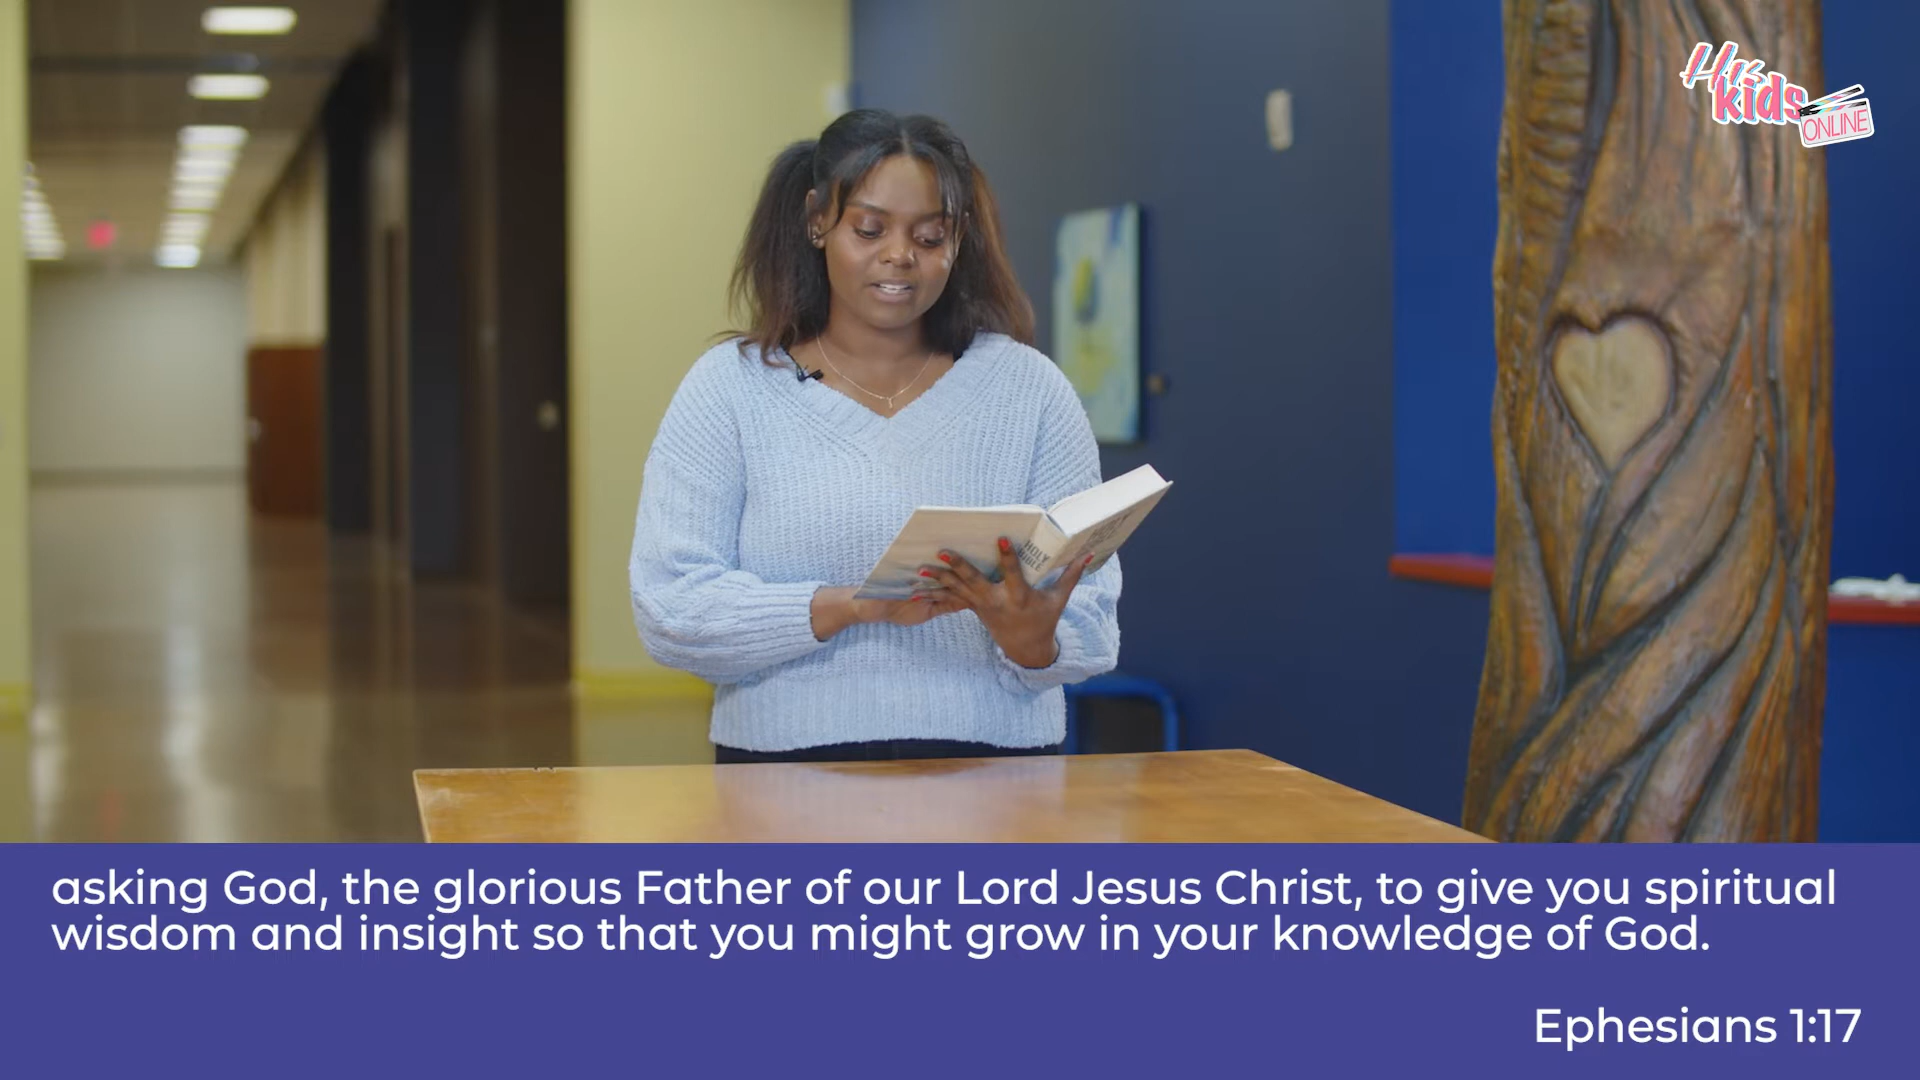 HK
kids
ONLINE
HOLY
BIBLE
asking God, the glorious Father of our Lord Jesus Christ, to give you spiritual
wisdom and insight so that you might grow in your knowledge of God.
Ephesians 1:17